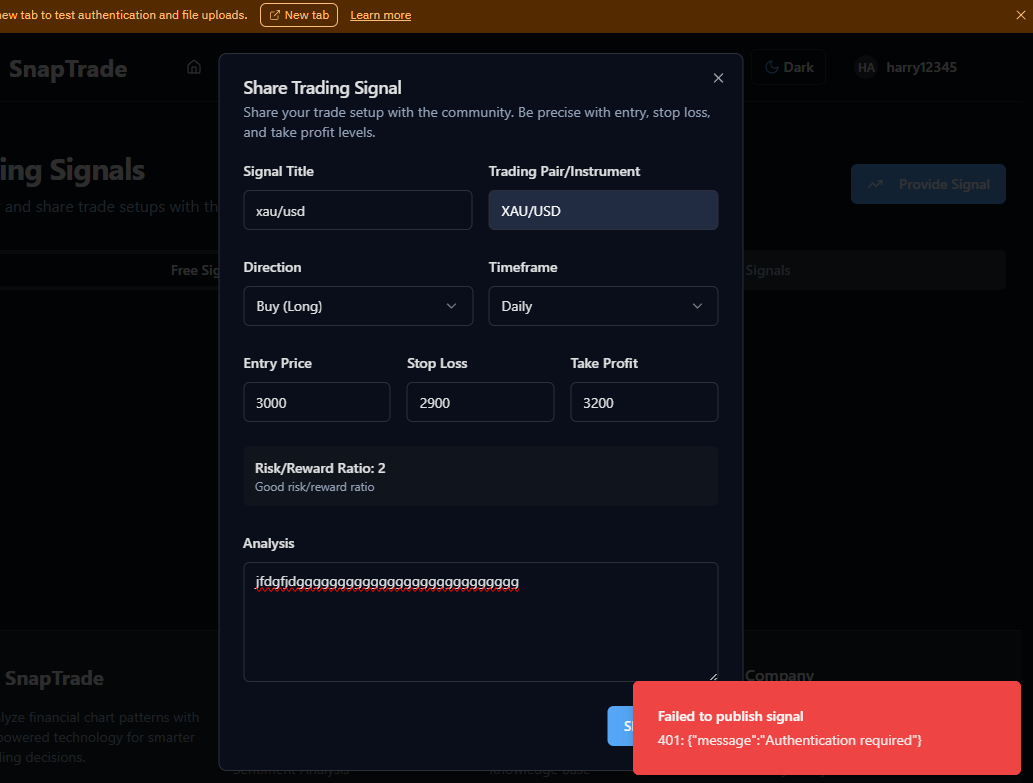 new tab to test authentication and file uploads. New tab Learn more
SnapTrade
Dark
HA harry12345
Share Trading Signal
Share your trade setup with the community. Be precise with entry, stop loss,
and take profit levels.
ing Signals
and share trade setups with th
Provide Signal
Signal Title Trading Pair/Instrument
xau/usd XAU/USD
Direction Timeframe
Free Sig
Signals
Buy (Long) Daily
Entry Price Stop Loss Take Profit
3000 2900 3200
Risk/Reward Ratio: 2
Good risk/reward ratio
Analysis
SnapTrade
lyze financial chart patterns with
powered technology for smarter
ling decisions.
Company
Failed to publish signal
401: {"message":"Authentication required"}
Sentiment Analysis Knowledge Base